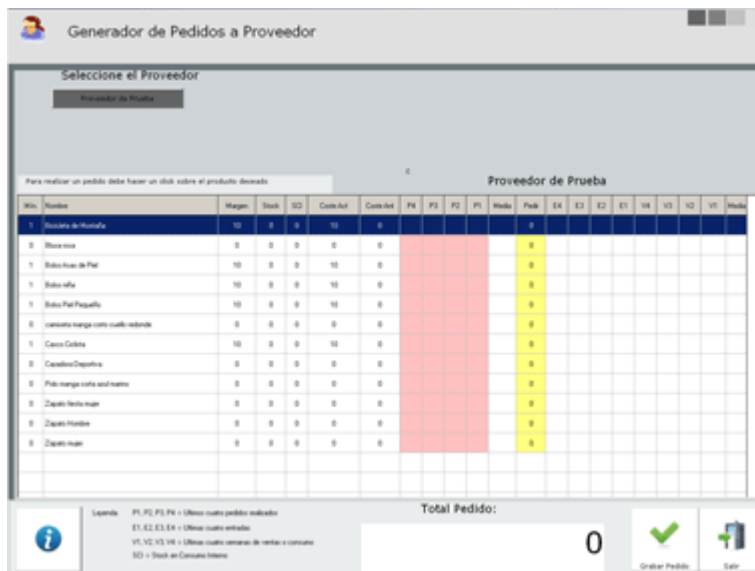 Generador de Pedidos a Proveedor
Seleccione el Proveedor
Proveedor de Prueba
Para realizar un pedido debe hacer un click sobre el producto deseado
Proveedor de Prueba
Mín. Nombre Margen Stock SCI Coste Act Coste Ant P4 P3 P2 P1 Media Pedir E4 E3 E2 E1 V4 V3 V2 V1 Media
1 Bicicleta de Montaña 10 0 0 10 0 0
0 Blusa rosa 0 0 0 0 0 0
1 Bolso de Piel 10 0 0 10 0 0
1 Bolso niña 10 0 0 10 0 0
1 Bolso Piel Pequeño 10 0 0 10 0 0
0 camiseta manga corto cuello redondo 0 0 0 0 0 0
1 Casco Ciclista 10 0 0 10 0 0
0 Cazadora Deportiva 0 0 0 0 0 0
0 Polo manga corta azul marino 0 0 0 0 0 0
0 Zapato fiesta mujer 0 0 0 0 0 0
0 Zapato Hombre 0 0 0 0 0 0
0 Zapato mujer 0 0 0 0 0 0
Leyenda
P1, P2, P3, P4 = Ultimos cuatro pedidos realizados
E1, E2, E3, E4 = Ultimas cuatro entradas
V1, V2, V3, V4 = Ultimas cuatro semanas de ventas o consumo
SCI = Stock en Consumo Interno
Total Pedido:
0
Grabar Pedido
Salir